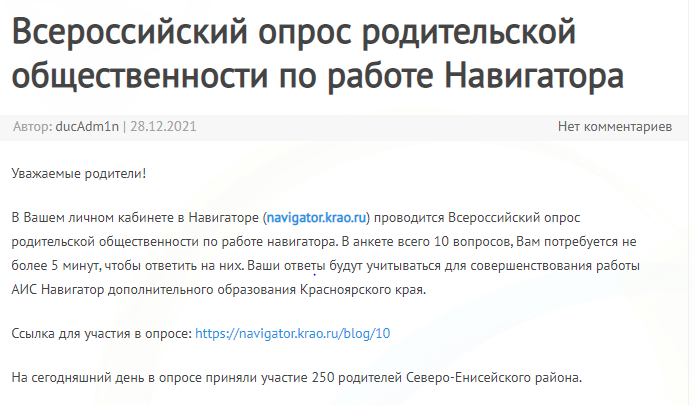 Всероссийский опрос родительской
общественности по работе Навигатора
Автор: ducAdm1n | 28.12.2021 Нет комментариев
Уважаемые родители!
В Вашем личном кабинете в Навигаторе (navigator.krao.ru) проводится Всероссийский опрос
родительской общественности по работе навигатора. В анкете всего 10 вопросов, Вам потребуется не
более 5 минут, чтобы ответить на них. Ваши ответы будут учитываться для совершенствования работы
АИС Навигатор дополнительного образования Красноярского края.
Ссылка для участия в опросе: https://navigator.krao.ru/blog/10
На сегодняшний день в опросе приняли участие 250 родителей Северо-Енисейского района.